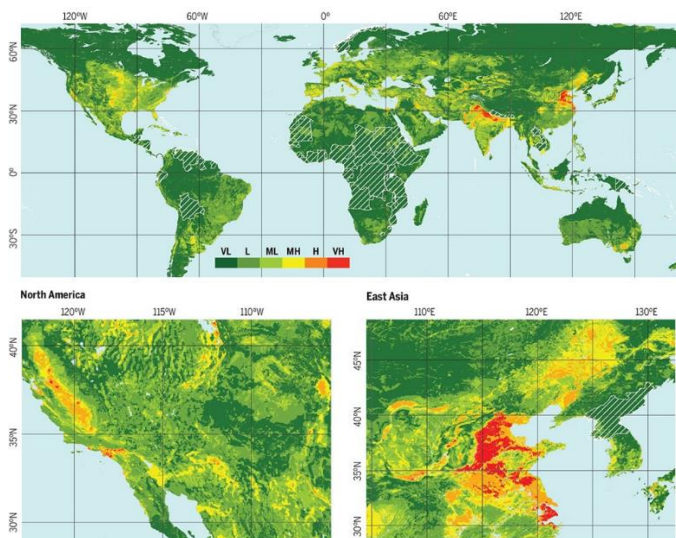 120°W 60°W 0° 60°E 120°E
60°N
30°N
0°
30°S
VL L ML MH H VH
North America
East Asia
120°W 115°W 110°W
110°E 120°E 130°E
40°N
35°N
30°N
45°N
40°N
35°N
30°N